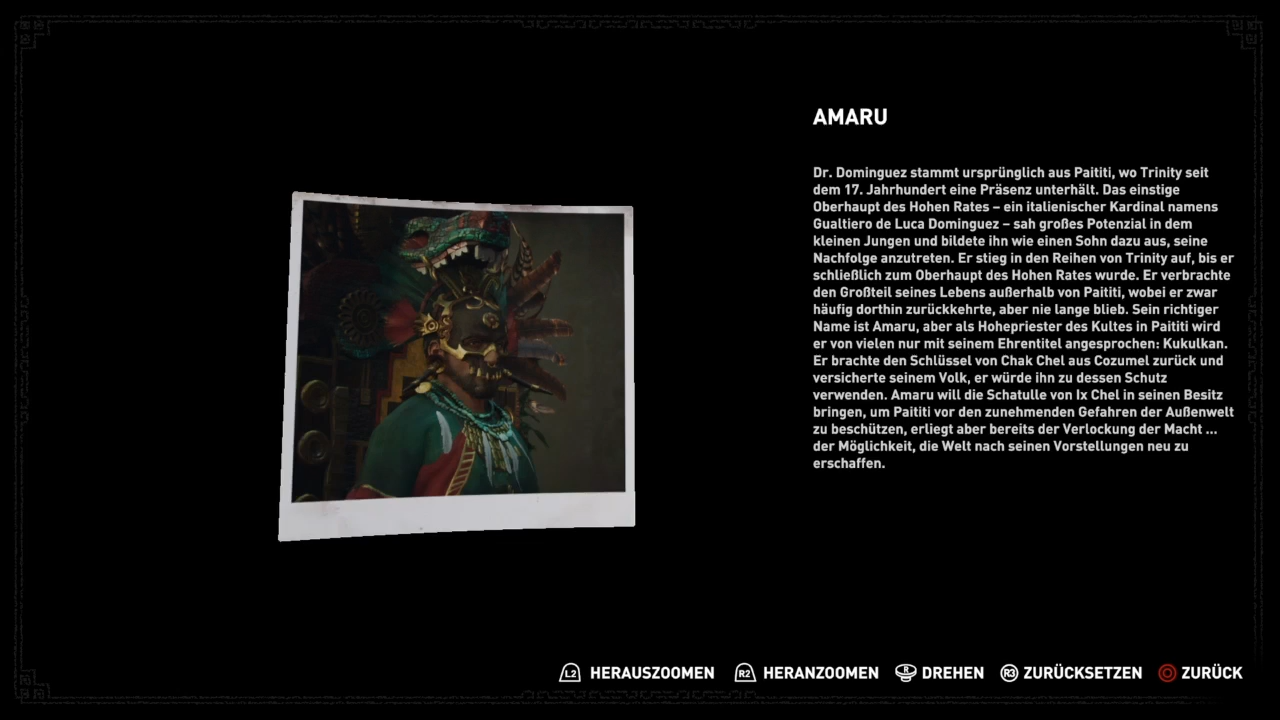 AMARU
Dr. Dominguez stammt ursprünglich aus Paititi, wo Trinity seit
dem 17. Jahrhundert eine Präsenz unterhält. Das einstige
Oberhaupt des Hohen Rates – ein italienischer Kardinal namens
Gualtiero de Luca Dominguez – sah großes Potenzial in dem
kleinen Jungen und bildete ihn wie einen Sohn dazu aus, seine
Nachfolge anzutreten. Er stieg in den Reihen von Trinity auf, bis er
schließlich zum Oberhaupt des Hohen Rates wurde. Er verbrachte
den Großteil seines Lebens außerhalb von Paititi, wobei er zwar
häufig dorthin zurückkehrte, aber nie lange blieb. Sein richtiger
Name ist Amaru, aber als Hohepriester des Kultes in Paititi wird
er von vielen nur mit seinem Ehrentitel angesprochen: Kukulkan.
Er brachte den Schlüssel von Chak Chel aus Cozumel zurück und
versicherte seinem Volk, er würde ihn zu dessen Schutz
verwenden. Amaru will die Schatulle von Ix Chel in seinen Besitz
bringen, um Paititi vor den zunehmenden Gefahren der Außenwelt
zu beschützen, erliegt aber bereits der Verlockung der Macht ...
der Möglichkeit, die Welt nach seinen Vorstellungen neu zu
erschaffen.
L2 HERAUSZOOMEN R2 HERANZOOMEN R DREHEN R3 ZURÜCKSETZEN ZURÜCK